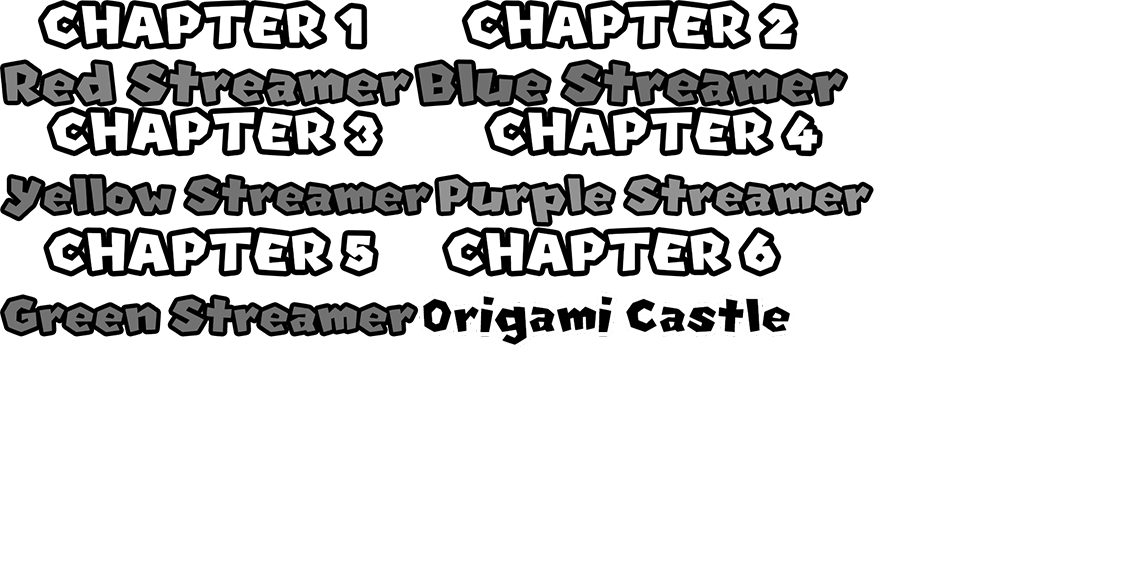 CHAPTER 1
CHAPTER 2
Red Streamer
Blue Streamer
CHAPTER 3
CHAPTER 4
Yellow Streamer
Purple Streamer
CHAPTER 5
CHAPTER 6
Green Streamer
Origami Castle